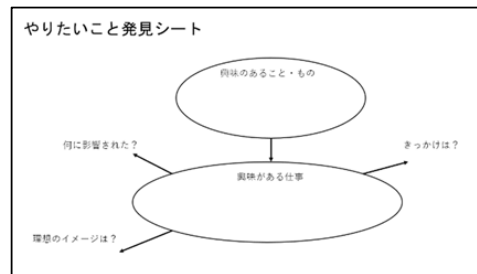 やりたいこと発見シート
興味のあること・もの
何に影響された？
きっかけは？
興味がある仕事
理想のイメージは？